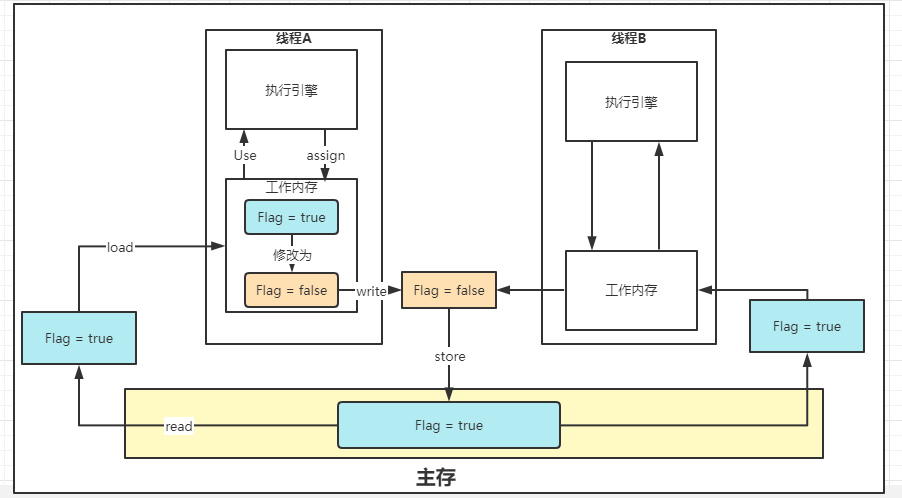 线程A
线程B
执行引擎
执行引擎
Use
assign
工作内存
Flag = true
load
修改为
Flag = false
write
Flag = false
工作内存
Flag = true
Flag = true
store
read
Flag = true
主存